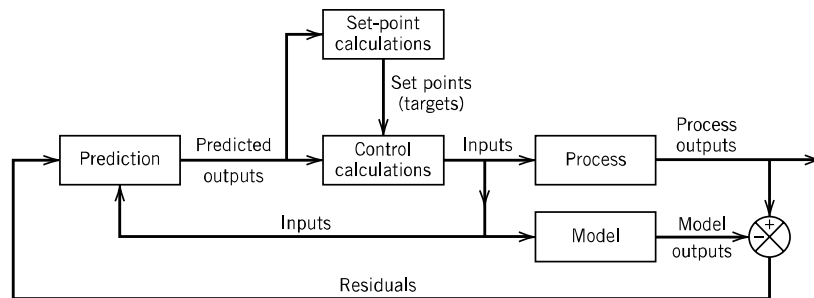 Set-point
calculations
Set points
(targets)
Prediction
Predicted
outputs
Control
calculations
Inputs
Process
Process
outputs
Inputs
Model
Model
outputs
+
−
Residuals